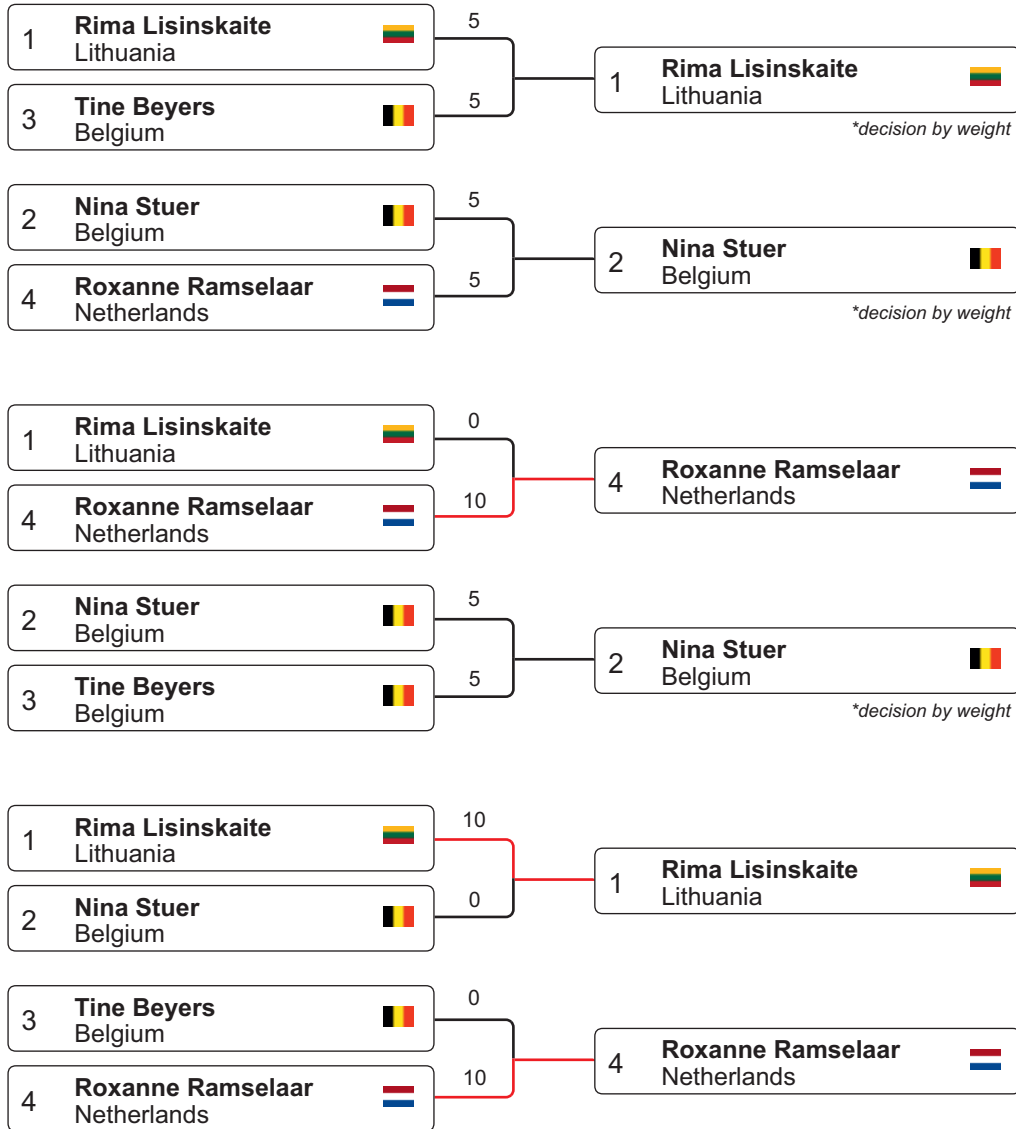 1 Rima Lisinskaite
Lithuania
5
3 Tine Beyers
Belgium
5
1 Rima Lisinskaite
Lithuania
*decision by weight
2 Nina Stuer
Belgium
5
4 Roxanne Ramselaar
Netherlands
5
2 Nina Stuer
Belgium
*decision by weight
1 Rima Lisinskaite
Lithuania
0
4 Roxanne Ramselaar
Netherlands
10
4 Roxanne Ramselaar
Netherlands
2 Nina Stuer
Belgium
5
3 Tine Beyers
Belgium
5
2 Nina Stuer
Belgium
*decision by weight
1 Rima Lisinskaite
Lithuania
10
2 Nina Stuer
Belgium
0
1 Rima Lisinskaite
Lithuania
3 Tine Beyers
Belgium
0
4 Roxanne Ramselaar
Netherlands
10
4 Roxanne Ramselaar
Netherlands